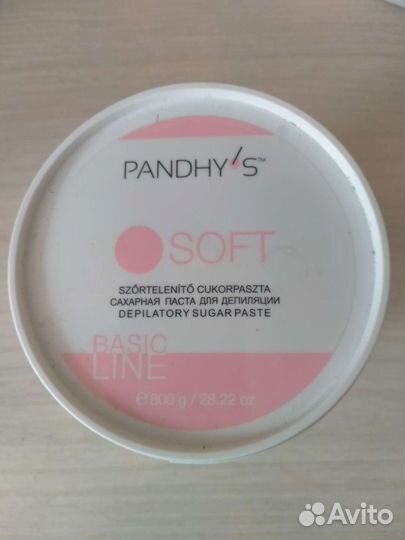 PANDHY'S™
SOFT
SZŐRTELENÍTŐ CUKORPASZTA
САХАРНАЯ ПАСТА ДЛЯ ДЕПИЛЯЦИИ
DEPILATORY SUGAR PASTE
BASIC
LINE
℮800 g / 28.22 oz
Avito